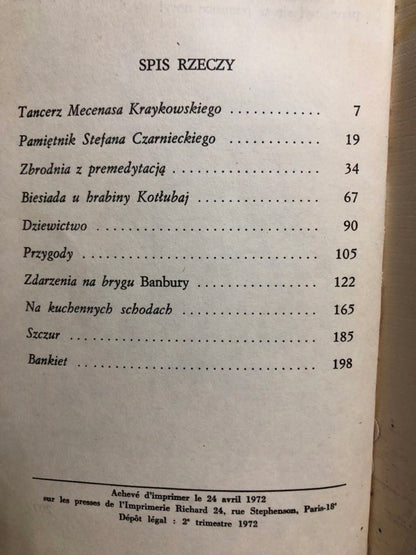 SPIS RZECZY
Tancerz Mecenasa Kraykowskiego . . . . . . . . . . . . 7
Pamiętnik Stefana Czarnieckiego . . . . . . . . . . . . 19
Zbrodnia z premedytacją . . . . . . . . . . . . . . . . . 34
Biesiada u hrabiny Kotłubaj . . . . . . . . . . . . . . . 67
Dziewictwo . . . . . . . . . . . . . . . . . . . . . . . . 90
Przygody . . . . . . . . . . . . . . . . . . . . . . . . . 105
Zdarzenia na brygu Banbury . . . . . . . . . . . . . . . 122
Na kuchennych schodach . . . . . . . . . . . . . . . . . 165
Szczur . . . . . . . . . . . . . . . . . . . . . . . . . . 185
Bankiet . . . . . . . . . . . . . . . . . . . . . . . . . 198
Achevé d'imprimer le 24 avril 1972
sur les presses de l'Imprimerie Richard 24, rue Stephenson, Paris-18e
Dépôt légal : 2e trimestre 1972